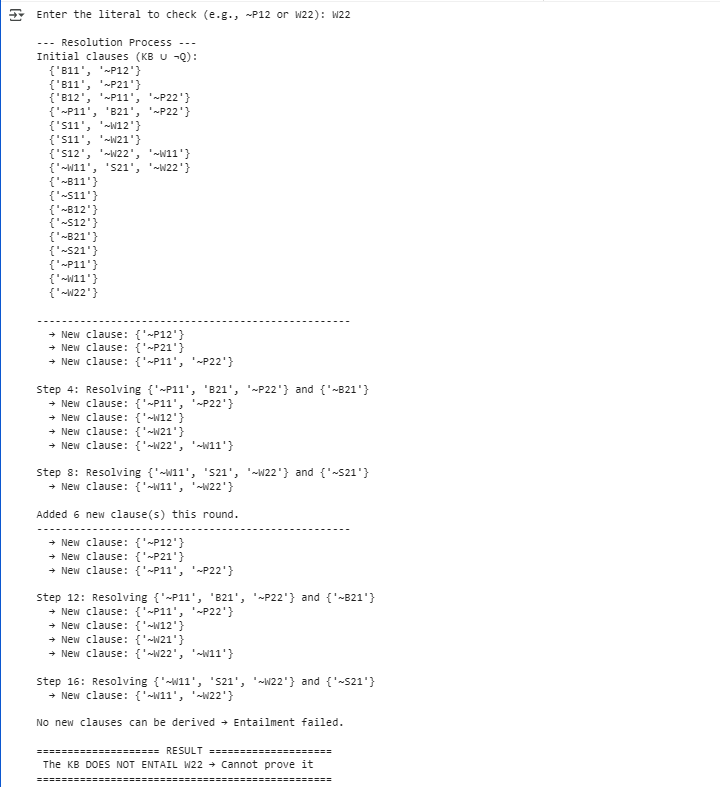 Enter the literal to check (e.g., ~P12 or W22): W22
--- Resolution Process ---
Initial clauses (KB ∪ ¬Q):
{'B11', '~P12'}
{'B11', '~P21'}
{'B12', '~P11', '~P22'}
{'~P11', 'B21', '~P22'}
{'S11', '~W12'}
{'S11', '~W21'}
{'S12', '~W22', '~W11'}
{'~W11', 'S21', '~W22'}
{'~B11'}
{'~S11'}
{'~B12'}
{'~S12'}
{'~B21'}
{'~S21'}
{'~P11'}
{'~W11'}
{'~W22'}
--------------------------------------------------
→ New clause: {'~P12'}
→ New clause: {'~P21'}
→ New clause: {'~P11', '~P22'}
Step 4: Resolving {'~P11', 'B21', '~P22'} and {'~B21'}
→ New clause: {'~P11', '~P22'}
→ New clause: {'~W12'}
→ New clause: {'~W21'}
→ New clause: {'~W22', '~W11'}
Step 8: Resolving {'~W11', 'S21', '~W22'} and {'~S21'}
→ New clause: {'~W11', '~W22'}
Added 6 new clause(s) this round.
--------------------------------------------------
→ New clause: {'~P12'}
→ New clause: {'~P21'}
→ New clause: {'~P11', '~P22'}
Step 12: Resolving {'~P11', 'B21', '~P22'} and {'~B21'}
→ New clause: {'~P11', '~P22'}
→ New clause: {'~W12'}
→ New clause: {'~W21'}
→ New clause: {'~W22', '~W11'}
Step 16: Resolving {'~W11', 'S21', '~W22'} and {'~S21'}
→ New clause: {'~W11', '~W22'}
No new clauses can be derived → Entailment failed.
==================== RESULT ====================
The KB DOES NOT ENTAIL W22 → Cannot prove it
================================================